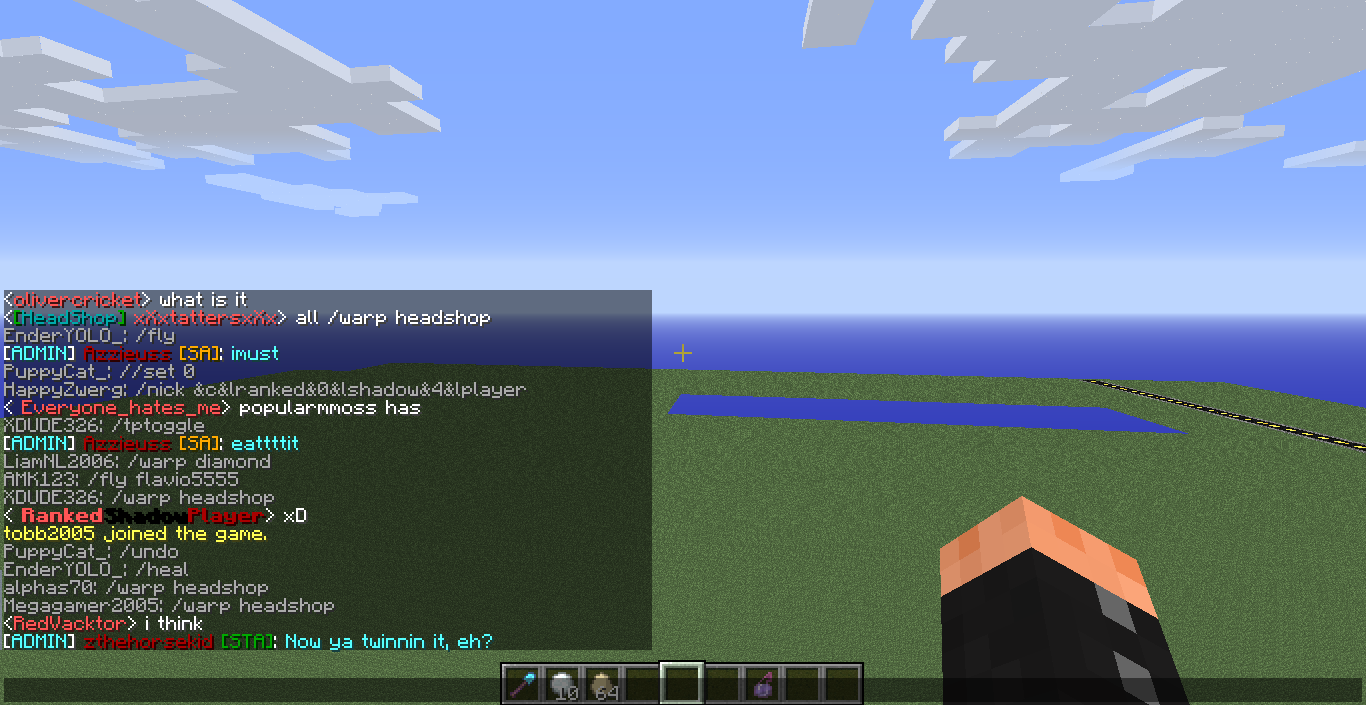 <olivercricket> what is it
<[HeadShop] xXxtattersxXx> all /warp headshop
EnderYOLO_: /fly
[ADMIN] Azzieuss [SA]: imust
PuppyCat_: //set 0
HappyZwerg: /nick &c&lranked&0&lshadow&4&lplayer
< Everyone_hates_me> popularmmoss has
XDUDE326: /tptoggle
[ADMIN] Azzieuss [SA]: eattttit
LiamNL2006: /warp diamond
AMK123: /fly flavio5555
XDUDE326: /warp headshop
< RankedShadowPlayer> xD
tobb2005 joined the game.
PuppyCat_: /undo
EnderYOLO_: /heal
alphas70: /warp headshop
Megagamer2005: /warp headshop
<RedVacktor> i think
[ADMIN] zthehorsekid [STA]: Now ya twinnin it, eh?
10 64